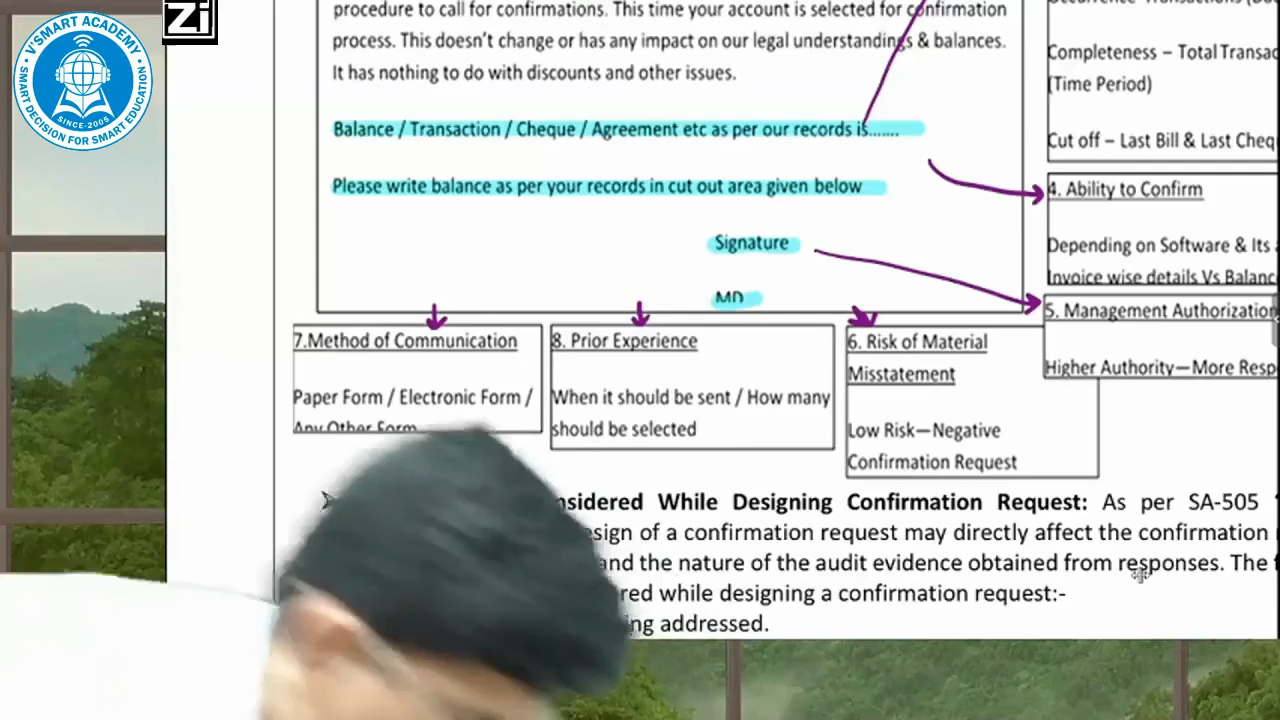 V'SMART ACADEMY
SINCE-2005
SMART DECISION FOR SMART EDUCATION
Zi
procedure to call for confirmations. This time your account is selected for confirmation
process. This doesn't change or has any impact on our legal understandings & balances.
It has nothing to do with discounts and other issues.
Balance / Transaction / Cheque / Agreement etc as per our records is.......
Please write balance as per your records in cut out area given below
Signature
MD
Completeness – Total Transac
(Time Period)
Cut off – Last Bill & Last Cheq
4. Ability to Confirm
Depending on Software & Its
Invoice wise details Vs Balanc
5. Management Authorization
Higher Authority—More Resp
7.Method of Communication
Paper Form / Electronic Form /
Any Other Form
8. Prior Experience
When it should be sent / How many
should be selected
6. Risk of Material
Misstatement
Low Risk—Negative
Confirmation Request
nsidered While Designing Confirmation Request: As per SA-505
esign of a confirmation request may directly affect the confirmation
and the nature of the audit evidence obtained from responses. The
red while designing a confirmation request:-
ng addressed.